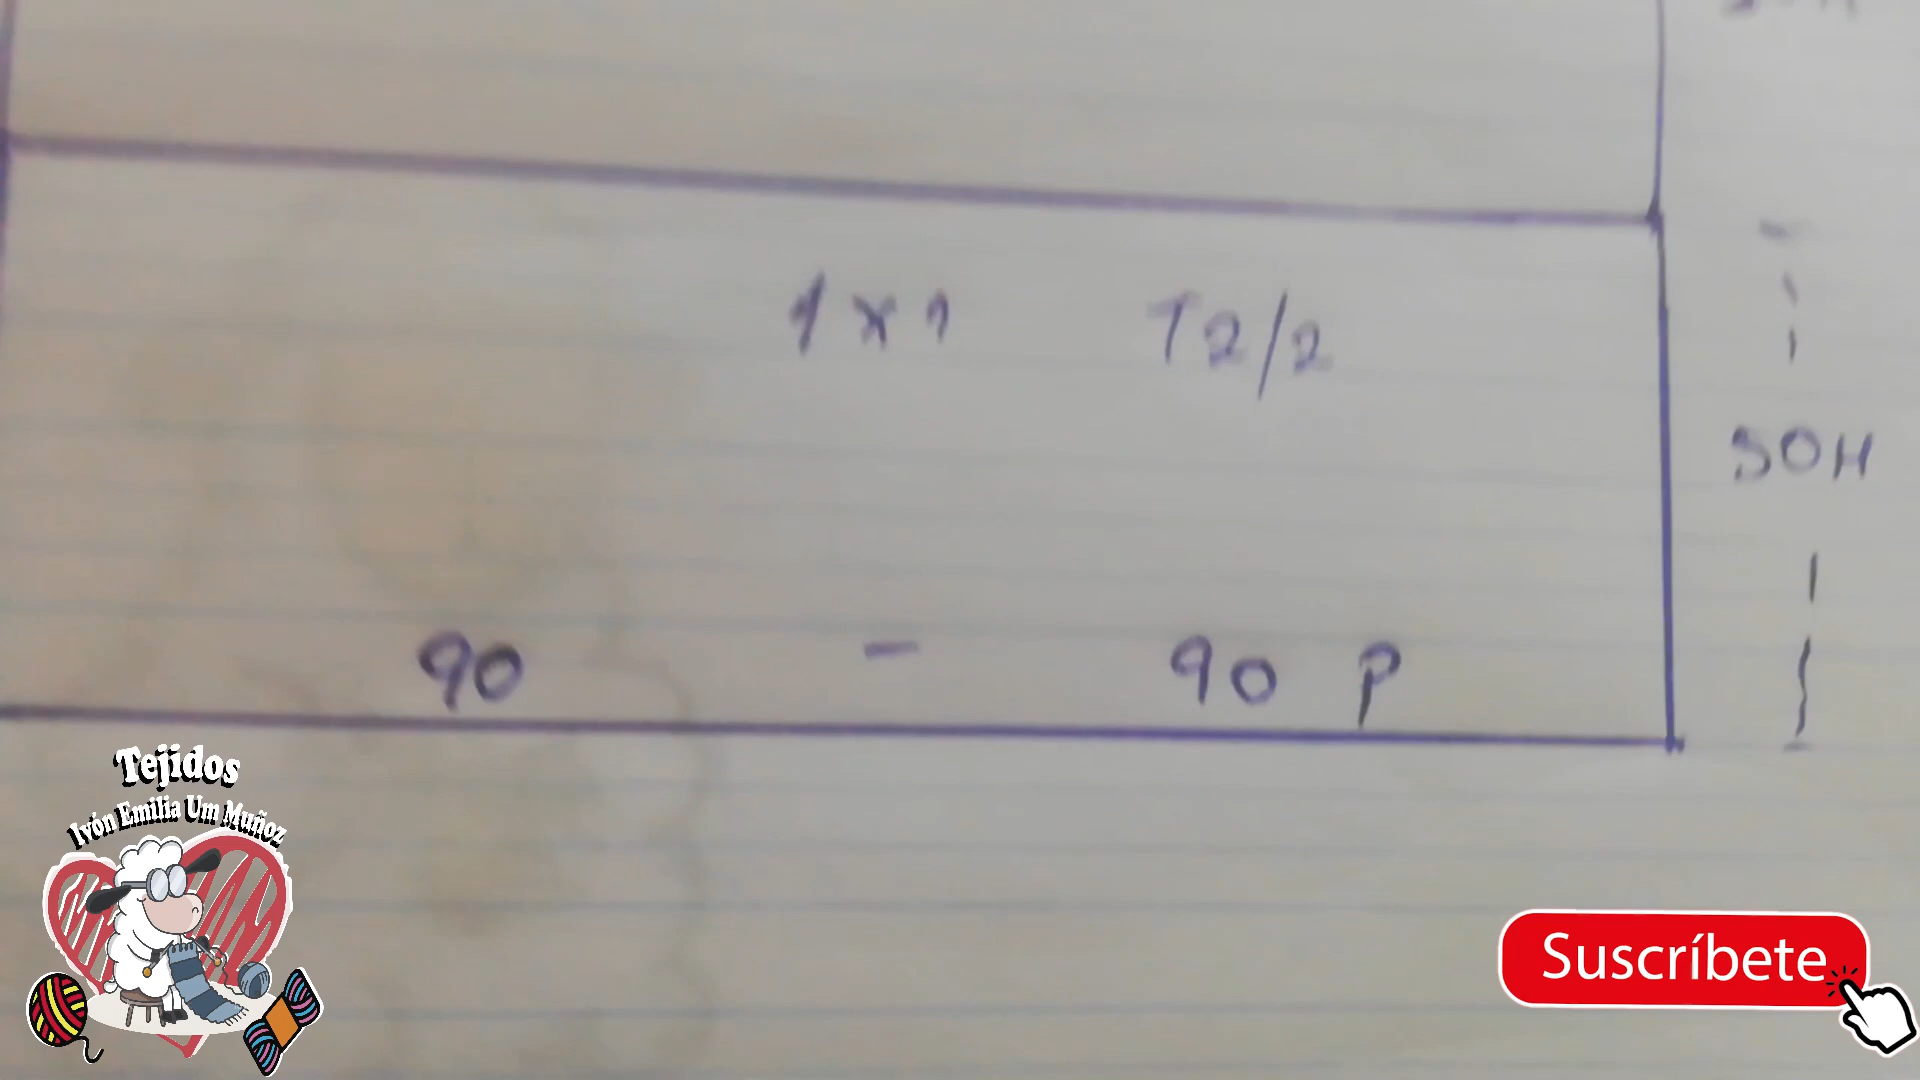 1x1 T2/2
50H
90 - 90 P
Tejidos
Ivón Emilia Um Muñoz
Suscríbete